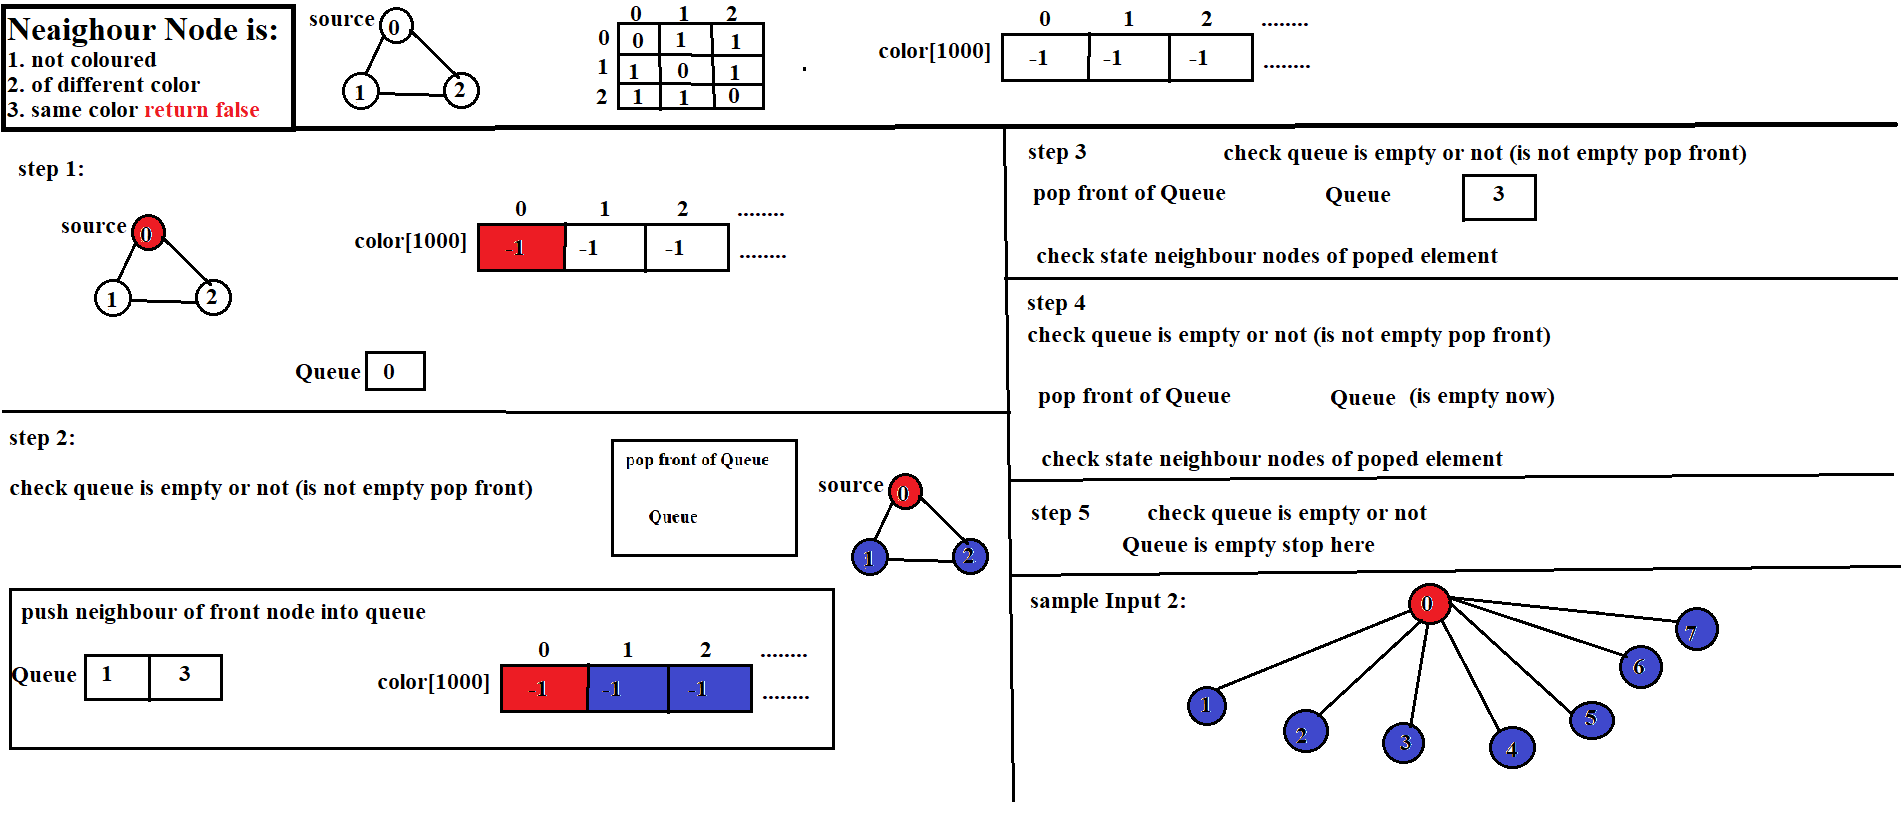 Neaighour Node is:
1. not coloured
2. of different color
3. same color return false
source 0
1 2
0 1 2
0 0 1 1
1 1 0 1
2 1 1 0
0 1 2 ........
color[1000] -1 -1 -1 ........
step 1:
source 0
1 2
0 1 2 ........
color[1000] -1 -1 -1 ........
Queue 0
step 2:
check queue is empty or not (is not empty pop front)
pop front of Queue
Queue
source 0
1 2
push neighbour of front node into queue
Queue 1 3
0 1 2 ........
color[1000] -1 -1 -1 ........
step 3 check queue is empty or not (is not empty pop front)
pop front of Queue Queue 3
check state neighbour nodes of poped element
step 4
check queue is empty or not (is not empty pop front)
pop front of Queue Queue (is empty now)
check state neighbour nodes of poped element
step 5 check queue is empty or not
Queue is empty stop here
sample Input 2:
0
7
6
1
5
2
3
4